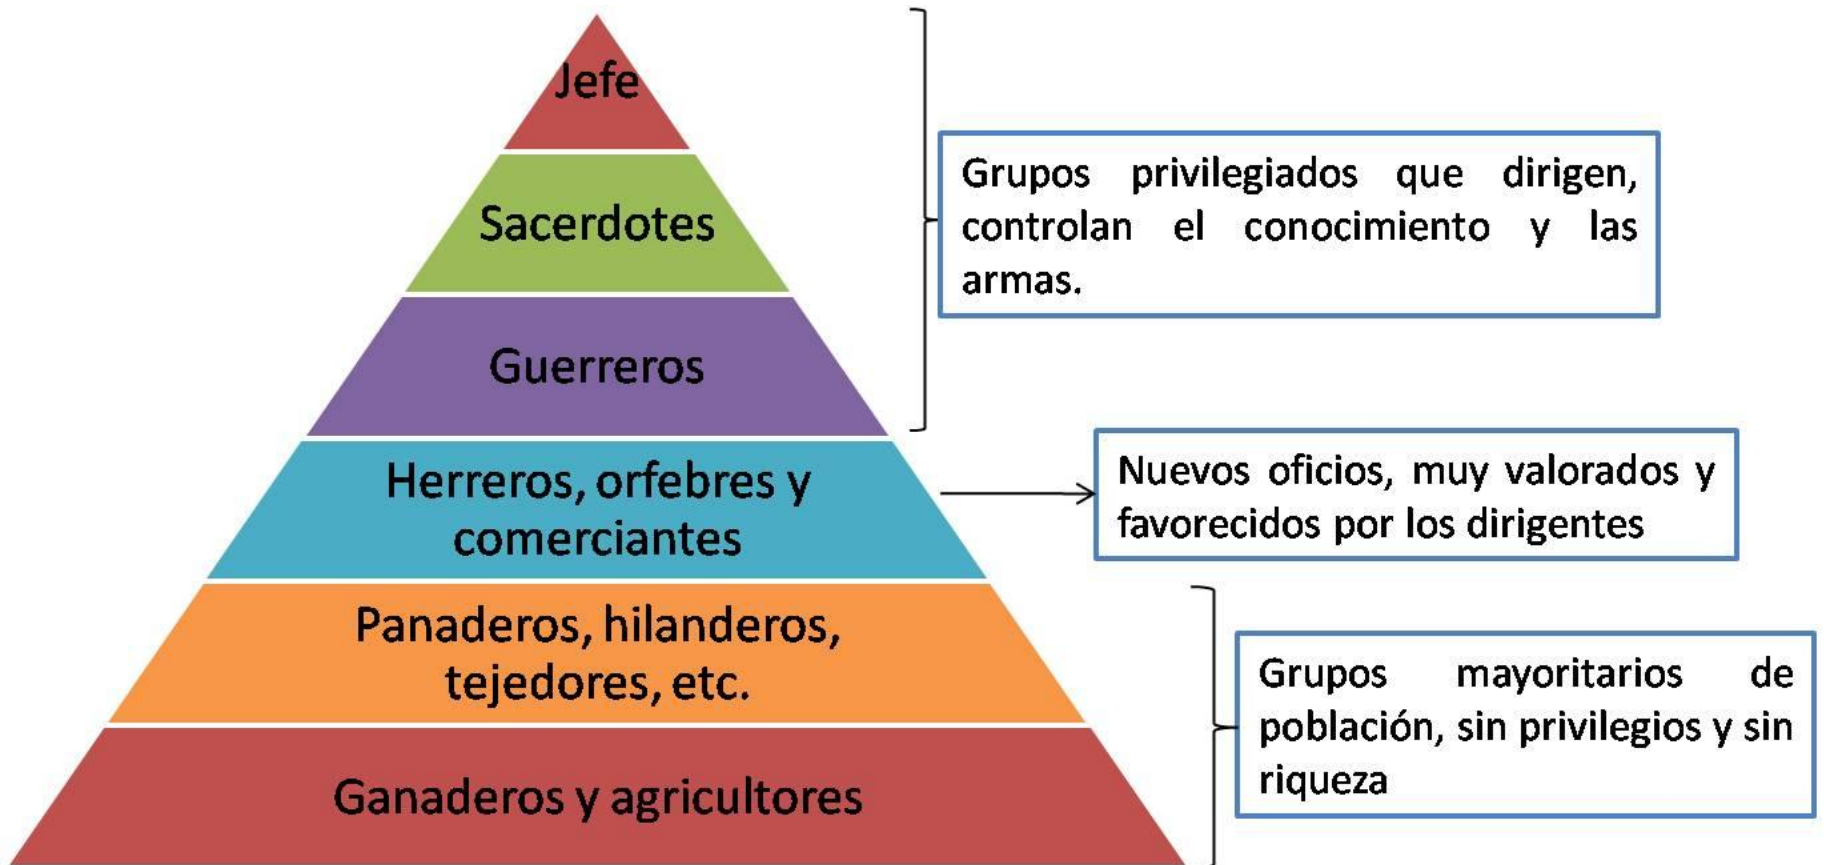 Jefe
Sacerdotes
Guerreros
Herreros, orfebres y
comerciantes
Panaderos, hilanderos,
tejedores, etc.
Ganaderos y agricultores
Grupos privilegiados que dirigen,
controlan el conocimiento y las
armas.
Nuevos oficios, muy valorados y
favorecidos por los dirigentes
Grupos mayoritarios de
población, sin privilegios y sin
riqueza